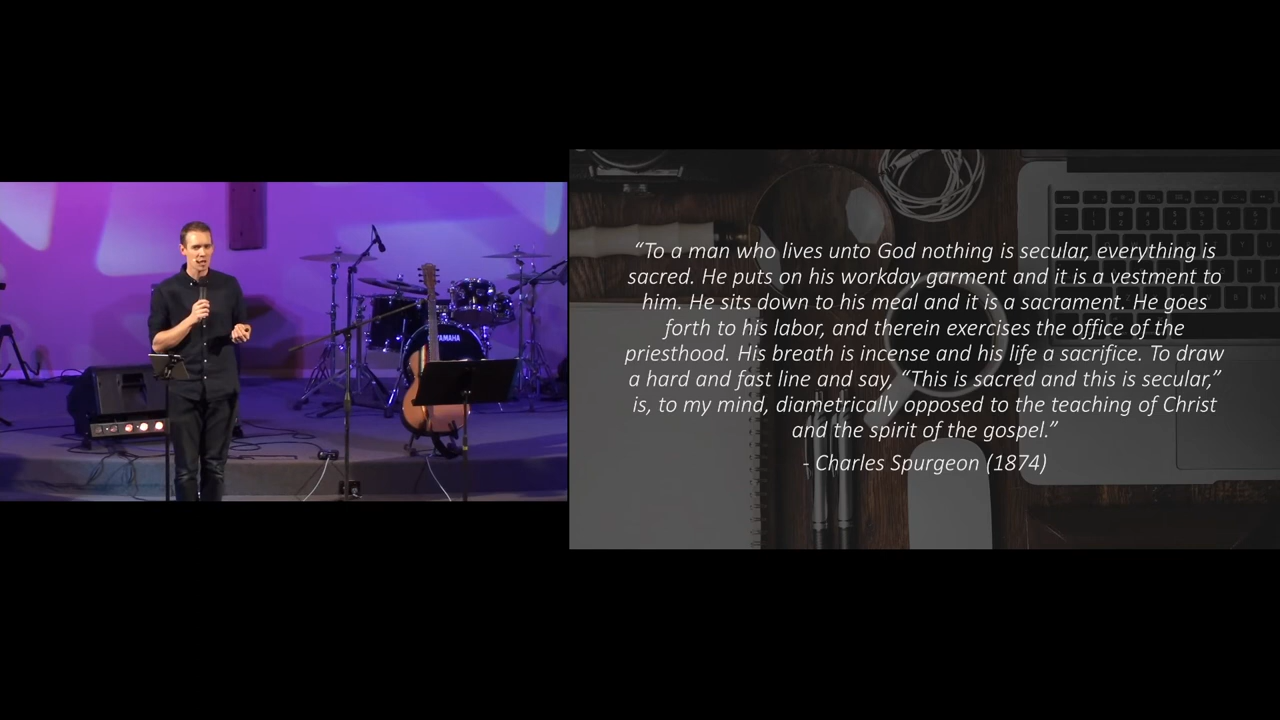 YAMAHA
“To a man who lives unto God nothing is secular, everything is
sacred. He puts on his workday garment and it is a vestment to
him. He sits down to his meal and it is a sacrament. He goes
forth to his labor, and therein exercises the office of the
priesthood. His breath is incense and his life a sacrifice. To draw
a hard and fast line and say, “This is sacred and this is secular,”
is, to my mind, diametrically opposed to the teaching of Christ
and the spirit of the gospel.”
- Charles Spurgeon (1874)